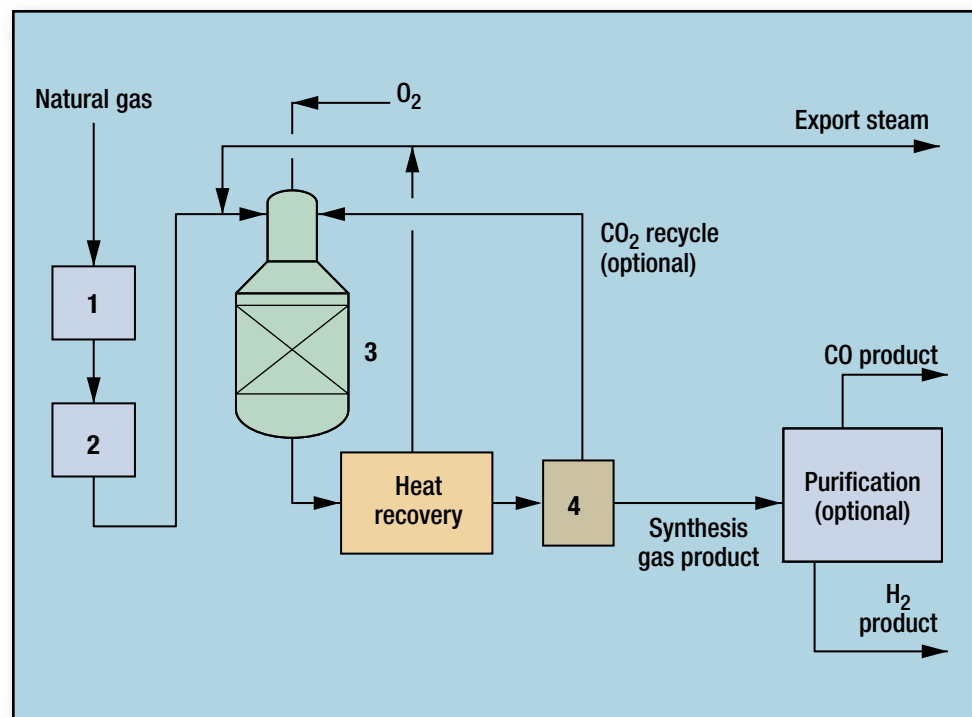 Natural gas
O₂
Export steam
CO₂ recycle
(optional)
1
3
CO product
2
Heat
recovery
4
Purification
(optional)
Synthesis
gas product
H₂
product